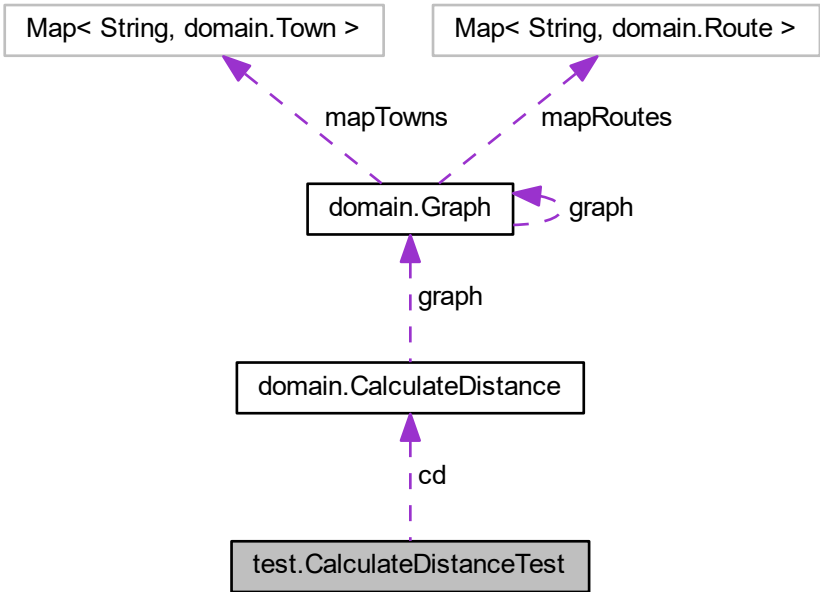 Map< String, domain.Town >
Map< String, domain.Route >
mapTowns
mapRoutes
domain.Graph
graph
graph
domain.CalculateDistance
cd
test.CalculateDistanceTest